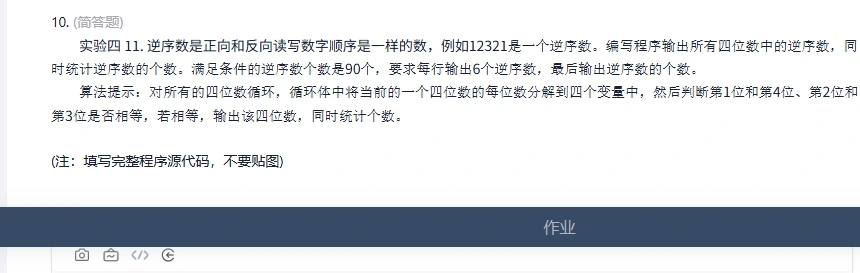 10. (简答题)
实验四 11. 逆序数是正向和反向读写数字顺序是一样的数，例如12321是一个逆序数。编写程序输出所有四位数中的逆序数，同
时统计逆序数的个数。满足条件的逆序数个数是90个，要求每行输出6个逆序数，最后输出逆序数的个数。
算法提示：对所有的四位数循环，循环体中将当前的一个四位数的每位数分解到四个变量中，然后判断第1位和第4位、第2位和
第3位是否相等，若相等，输出该四位数，同时统计个数。
(注：填写完整程序源代码，不要贴图)
作业